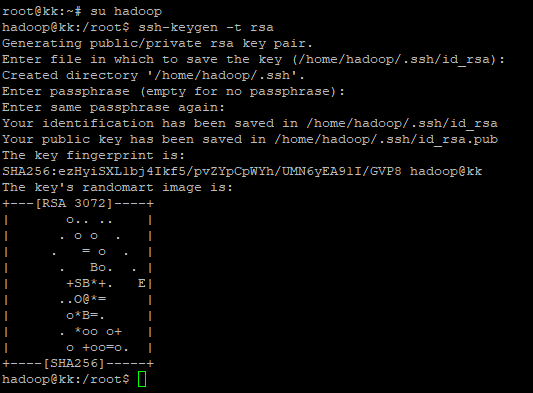 root@kk:~# su hadoop
hadoop@kk:/root$ ssh-keygen -t rsa
Generating public/private rsa key pair.
Enter file in which to save the key (/home/hadoop/.ssh/id_rsa):
Created directory '/home/hadoop/.ssh'.
Enter passphrase (empty for no passphrase):
Enter same passphrase again:
Your identification has been saved in /home/hadoop/.ssh/id_rsa
Your public key has been saved in /home/hadoop/.ssh/id_rsa.pub
The key fingerprint is:
SHA256:ezHyiSXL1bj4Ikf5/pvZYpCpWYh/UMN6yEA91I/GVP8 hadoop@kk
The key's randomart image is:
+---[RSA 3072]----+
|       o.. ..    |
|      . o o  .   |
|     .   = o  .  |
|      .   Bo.  . |
|       +SB*+.   E|
|      ..O@*=     |
|       o*B=.     |
|      . *oo o+   |
|       o +oo=o.  |
+----[SHA256]-----+
hadoop@kk:/root$